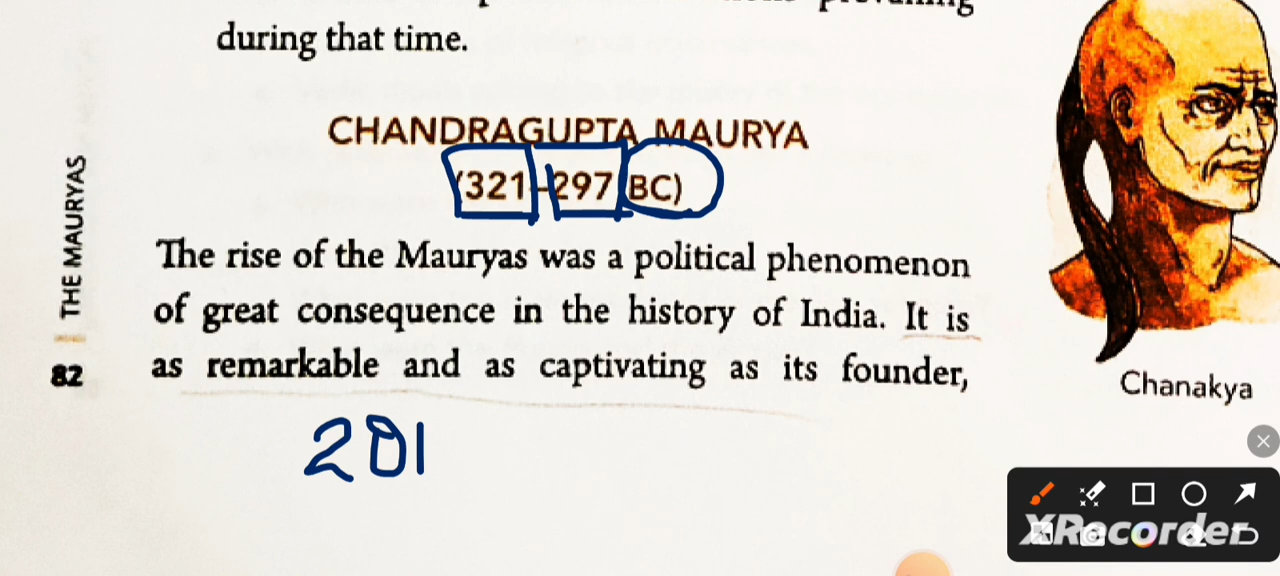 during that time.
CHANDRAGUPTA MAURYA
(321-297 BC)
The rise of the Mauryas was a political phenomenon
of great consequence in the history of India. It is
as remarkable and as captivating as its founder,
THE MAURYAS
82
Chanakya
201
XRecorder